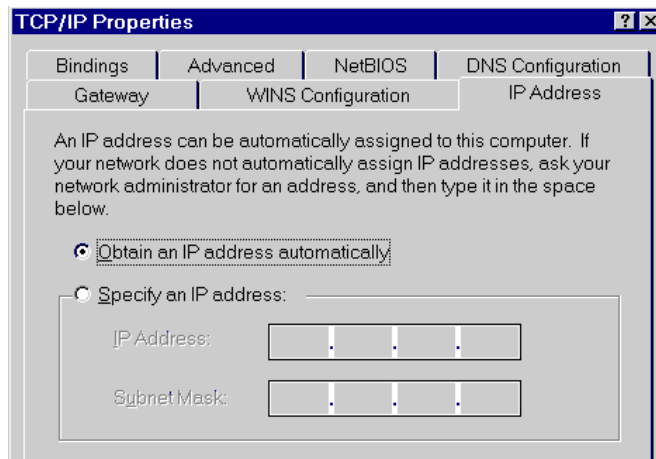 TCP/IP Properties
Bindings Advanced NetBIOS DNS Configuration
Gateway WINS Configuration IP Address
An IP address can be automatically assigned to this computer. If
your network does not automatically assign IP addresses, ask your
network administrator for an address, and then type it in the space
below.
Obtain an IP address automatically
Specify an IP address:
IP Address:
Subnet Mask: